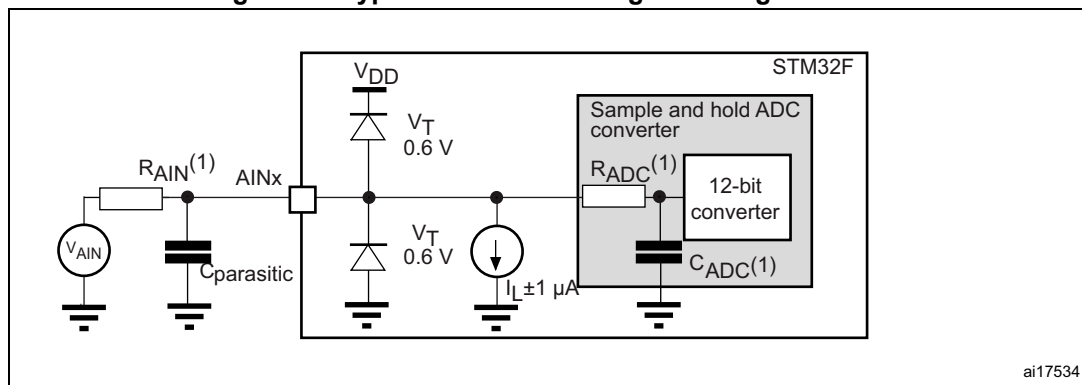 STM32F
VDD
Sample and hold ADC
converter
VT
0.6 V
RAIN(1)
AINx
RADC(1)
12-bit
converter
VAIN
Cparasitic
VT
0.6 V
IL±1 µA
CADC(1)
ai17534